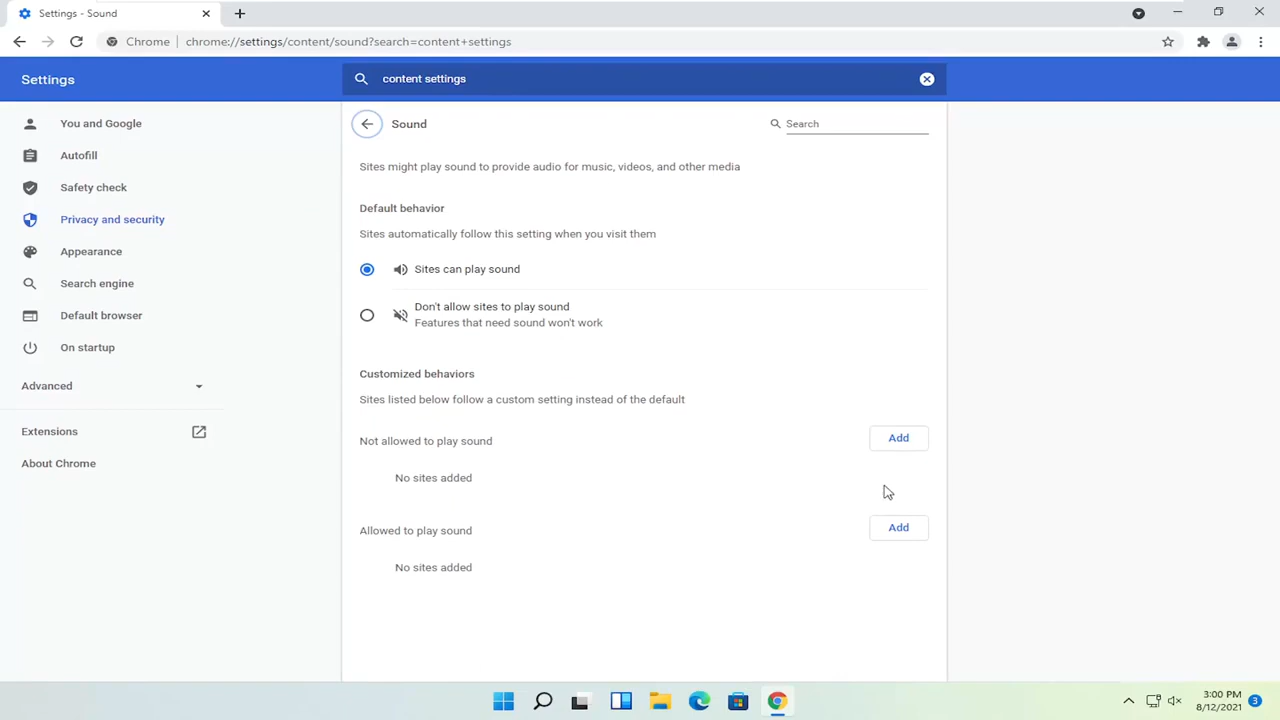 Settings - Sound
Chrome | chrome://settings/content/sound?search=content+settings
Settings
content settings
You and Google
Autofill
Safety check
Privacy and security
Appearance
Search engine
Default browser
On startup
Advanced
Extensions
About Chrome
Sound
Search
Sites might play sound to provide audio for music, videos, and other media
Default behavior
Sites automatically follow this setting when you visit them
Sites can play sound
Don't allow sites to play sound
Features that need sound won't work
Customized behaviors
Sites listed below follow a custom setting instead of the default
Not allowed to play sound
Add
No sites added
Allowed to play sound
Add
No sites added
3:00 PM
8/12/2021
3